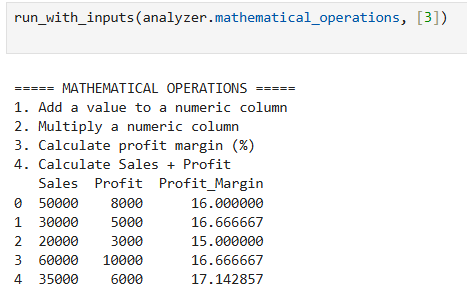 run_with_inputs(analyzer.mathematical_operations, [3])
===== MATHEMATICAL OPERATIONS =====
1. Add a value to a numeric column
2. Multiply a numeric column
3. Calculate profit margin (%)
4. Calculate Sales + Profit
   Sales  Profit  Profit_Margin
0  50000    8000      16.000000
1  30000    5000      16.666667
2  20000    3000      15.000000
3  60000   10000      16.666667
4  35000    6000      17.142857